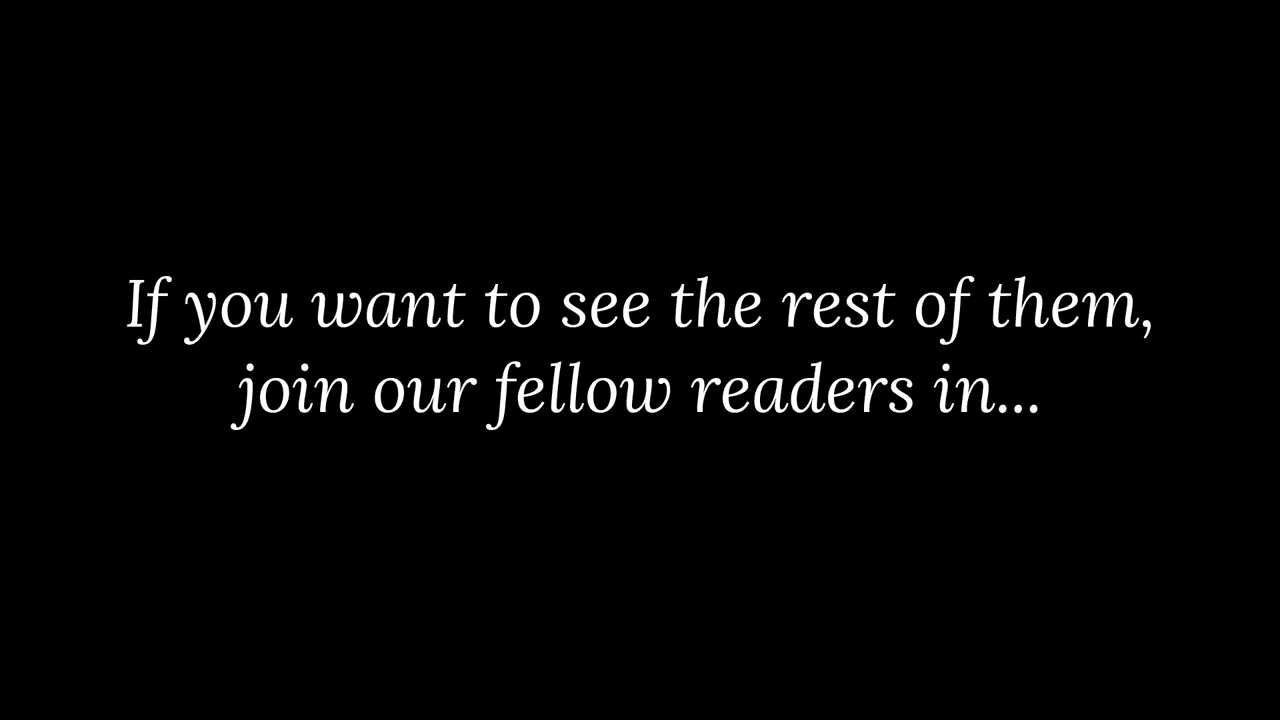 If you want to see the rest of them,
join our fellow readers in...